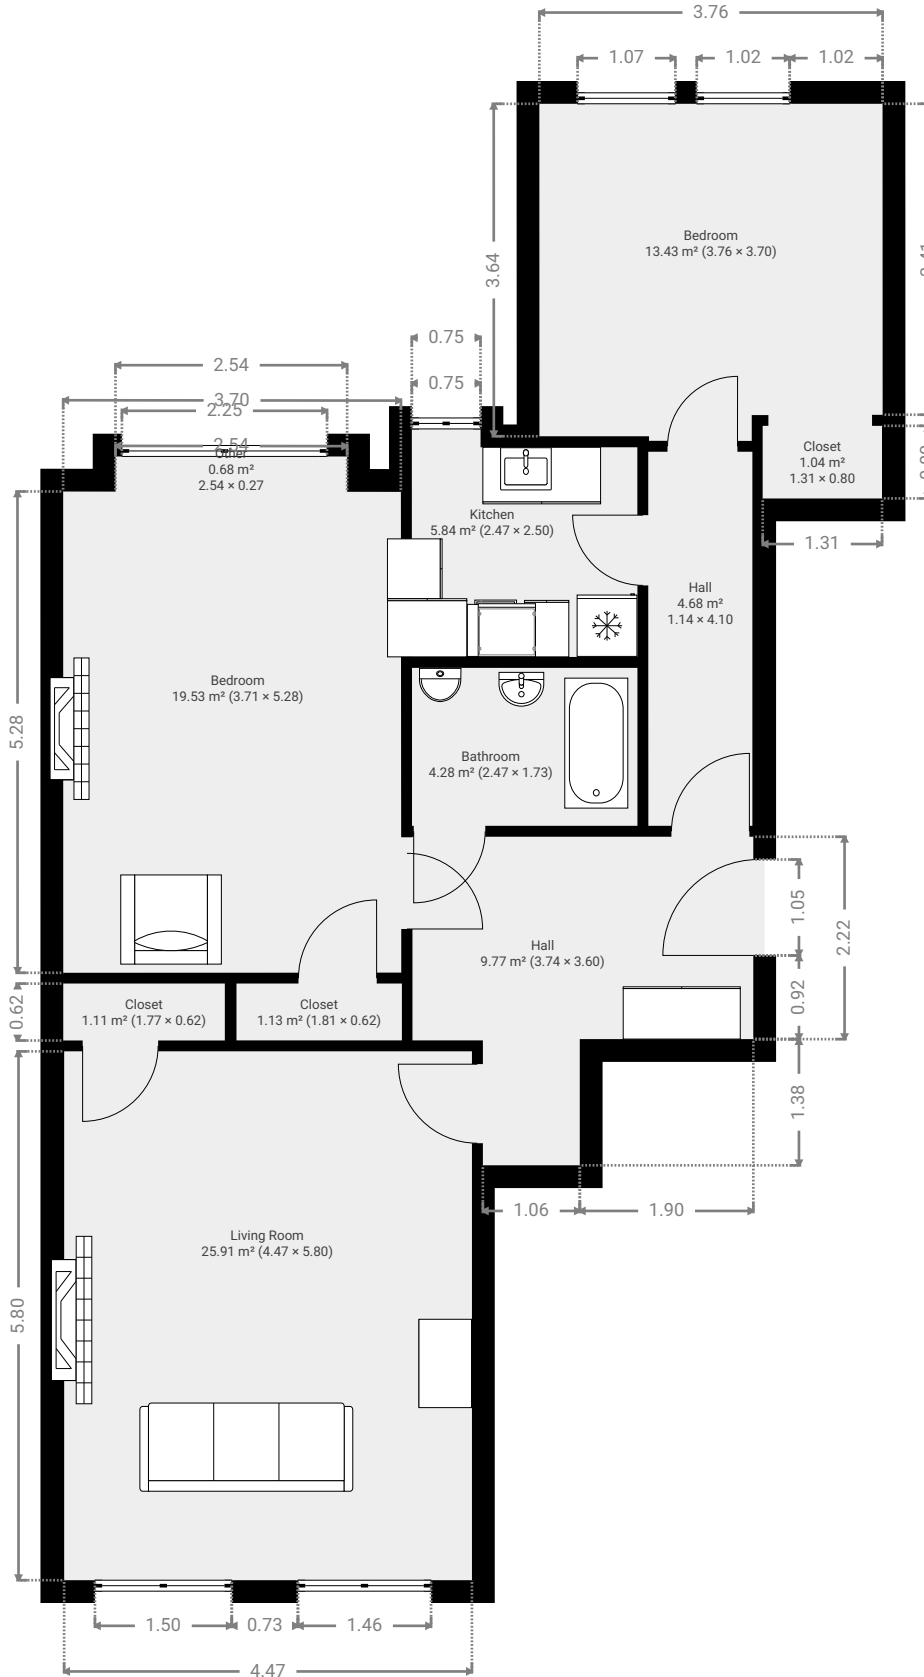 3.76
1.07
1.02
1.02
Bedroom
13.43 m² (3.76 × 3.70)
3.64
0.75
0.75
2.54
3.70
2.25
2.54
Other
0.68 m²
2.54 × 0.27
Closet
1.04 m²
1.31 × 0.80
Kitchen
5.84 m² (2.47 × 2.50)
1.31
Hall
4.68 m²
1.14 × 4.10
Bedroom
19.53 m² (3.71 × 5.28)
5.28
Bathroom
4.28 m² (2.47 × 1.73)
1.05
2.22
Hall
9.77 m² (3.74 × 3.60)
0.92
0.62
Closet
1.11 m² (1.77 × 0.62)
Closet
1.13 m² (1.81 × 0.62)
1.38
1.06
1.90
Living Room
25.91 m² (4.47 × 5.80)
5.80
1.50
0.73
1.46
4.47